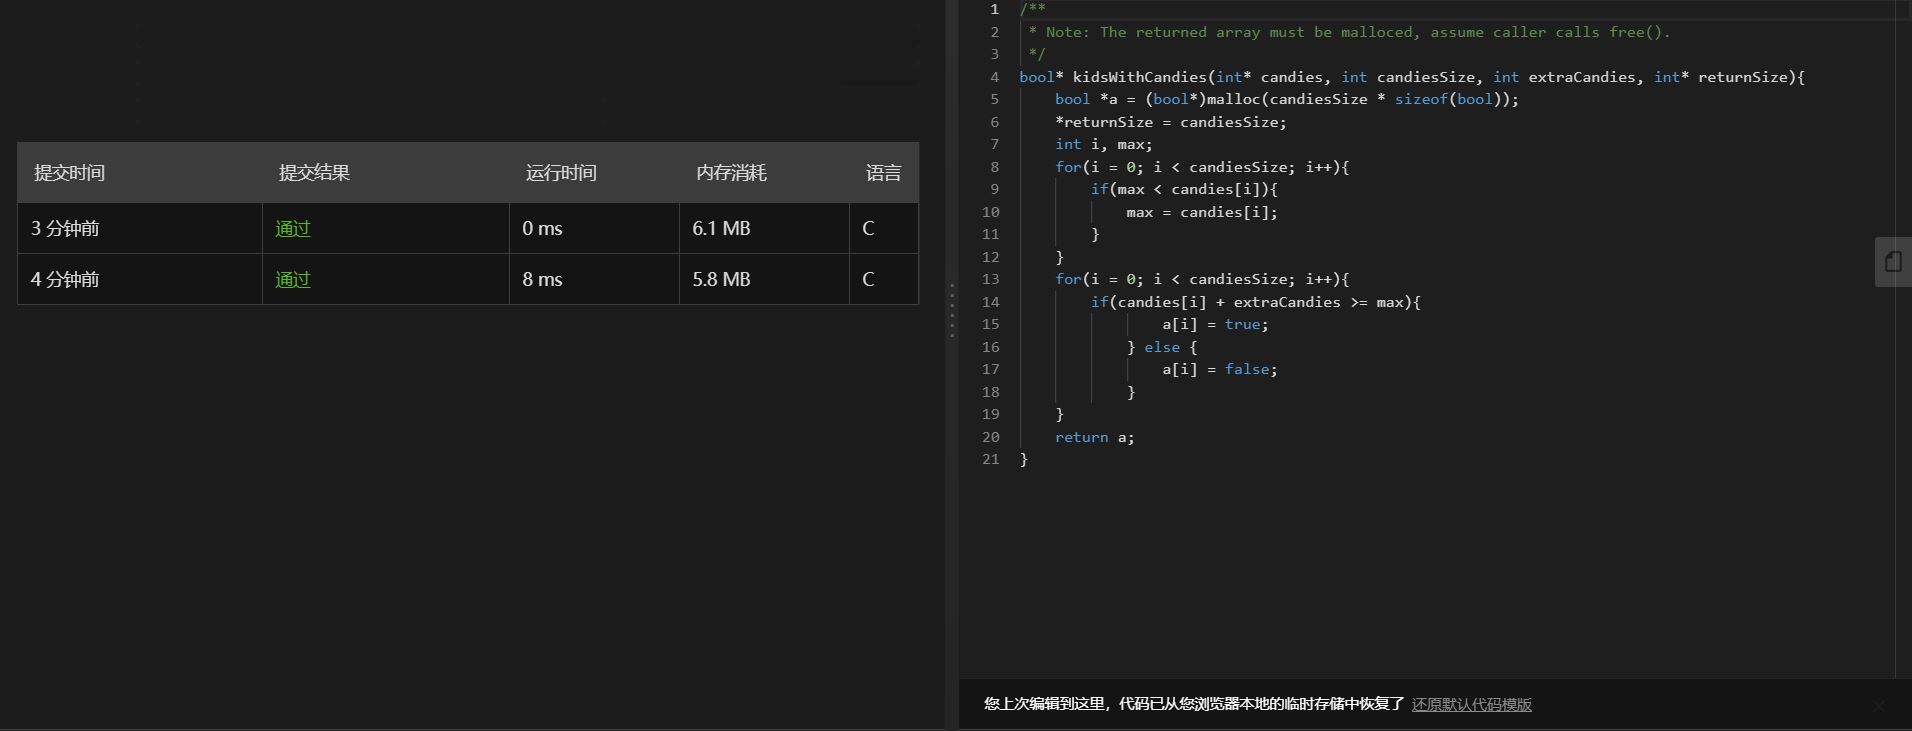 提交时间 提交结果 运行时间 内存消耗 语言
3 分钟前 通过 0 ms 6.1 MB C
4 分钟前 通过 8 ms 5.8 MB C
1 /**
2  * Note: The returned array must be malloced, assume caller calls free().
3  */
4 bool* kidsWithCandies(int* candies, int candiesSize, int extraCandies, int* returnSize){
5     bool *a = (bool*)malloc(candiesSize * sizeof(bool));
6     *returnSize = candiesSize;
7     int i, max;
8     for(i = 0; i < candiesSize; i++){
9         if(max < candies[i]){
10             max = candies[i];
11         }
12     }
13     for(i = 0; i < candiesSize; i++){
14         if(candies[i] + extraCandies >= max){
15                 a[i] = true;
16             } else {
17                 a[i] = false;
18             }
19     }
20     return a;
21 }
您上次编辑到这里，代码已从您浏览器本地的临时存储中恢复了 还原默认代码模版